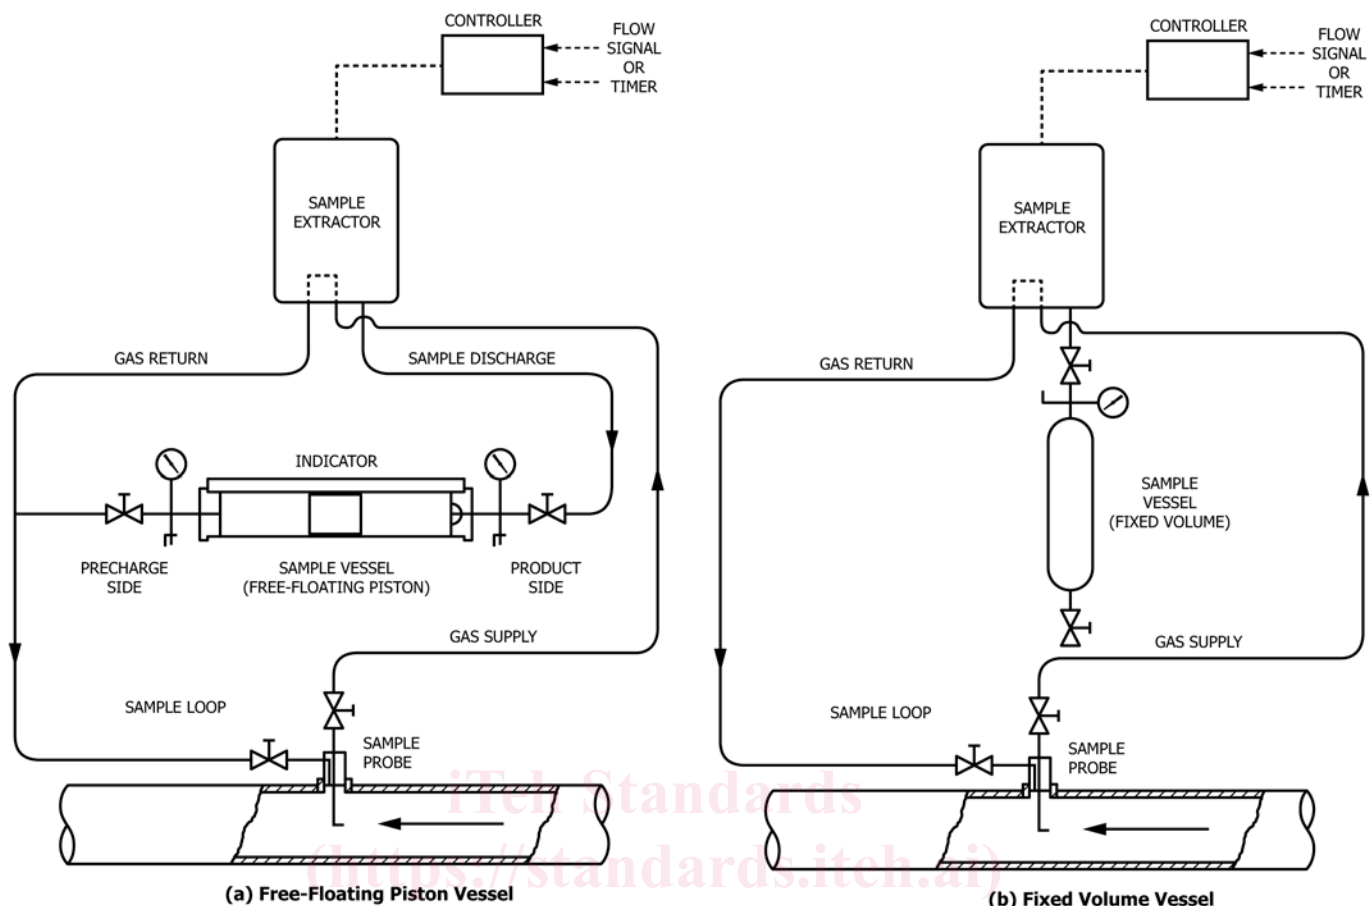 CONTROLLER
FLOW
SIGNAL
OR
TIMER
SAMPLE
EXTRACTOR
GAS RETURN
SAMPLE DISCHARGE
INDICATOR
PRECHARGE
SIDE
SAMPLE VESSEL
(FREE-FLOATING PISTON)
PRODUCT
SIDE
GAS SUPPLY
SAMPLE LOOP
SAMPLE
PROBE
(a) Free-Floating Piston Vessel
CONTROLLER
FLOW
SIGNAL
OR
TIMER
SAMPLE
EXTRACTOR
GAS RETURN
SAMPLE
VESSEL
(FIXED VOLUME)
GAS SUPPLY
SAMPLE LOOP
SAMPLE
PROBE
(b) Fixed Volume Vessel
iTeh Standards
(https://standards.iteh.ai)